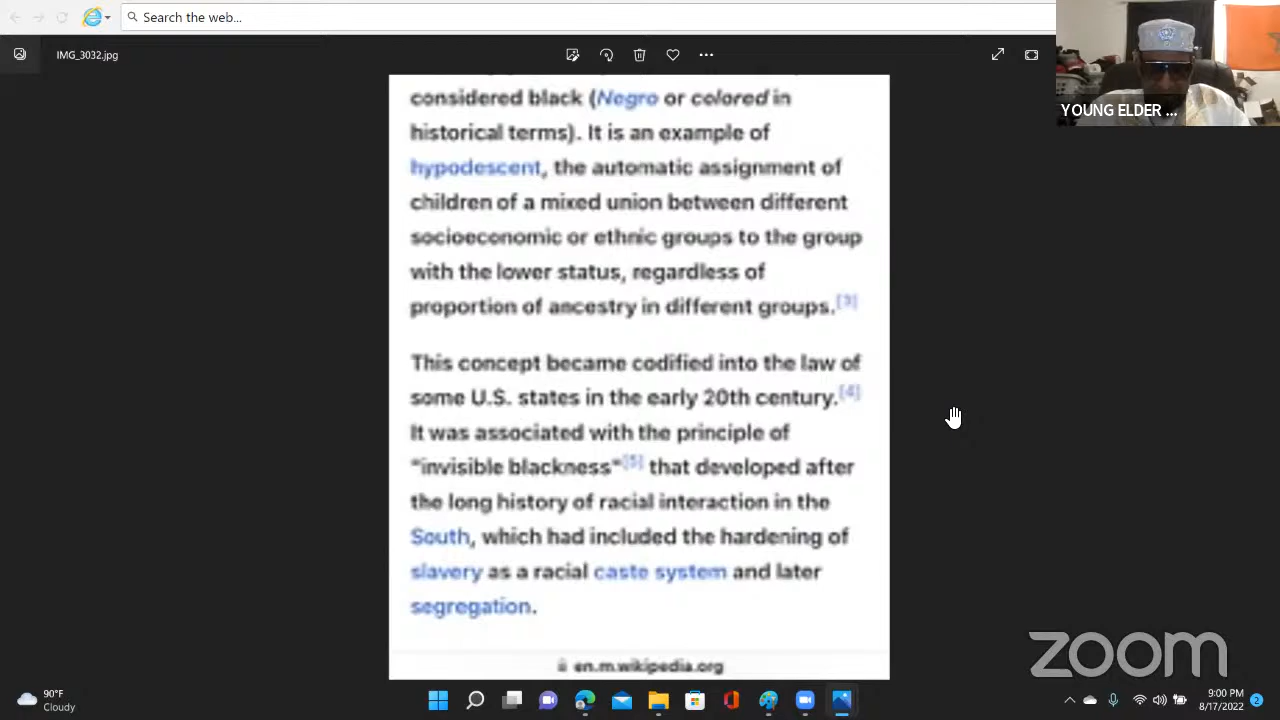 Search the web...
IMG_3032.jpg
YOUNG ELDER ...
considered black (Negro or colored in
historical terms). It is an example of
hypodescent, the automatic assignment of
children of a mixed union between different
socioeconomic or ethnic groups to the group
with the lower status, regardless of
proportion of ancestry in different groups.[3]
This concept became codified into the law of
some U.S. states in the early 20th century.[4]
It was associated with the principle of
"invisible blackness"[5] that developed after
the long history of racial interaction in the
South, which had included the hardening of
slavery as a racial caste system and later
segregation.
en.m.wikipedia.org
zoom
90°F
Cloudy
9:00 PM
8/17/2022
2